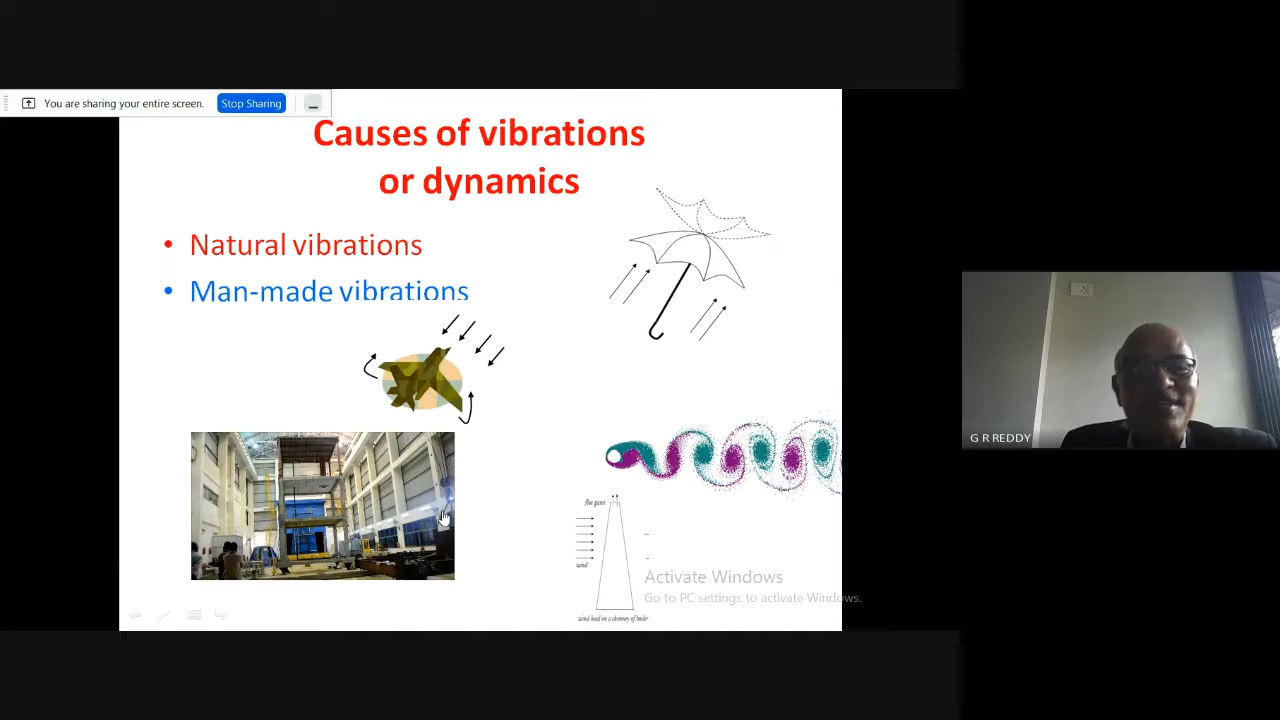 You are sharing your entire screen.
Stop Sharing
Causes of vibrations
or dynamics
• Natural vibrations
• Man-made vibrations
G R REDDY
flue gases
wind
Activate Windows
Go to PC settings to activate Windows.
wind load on a chimney of boiler